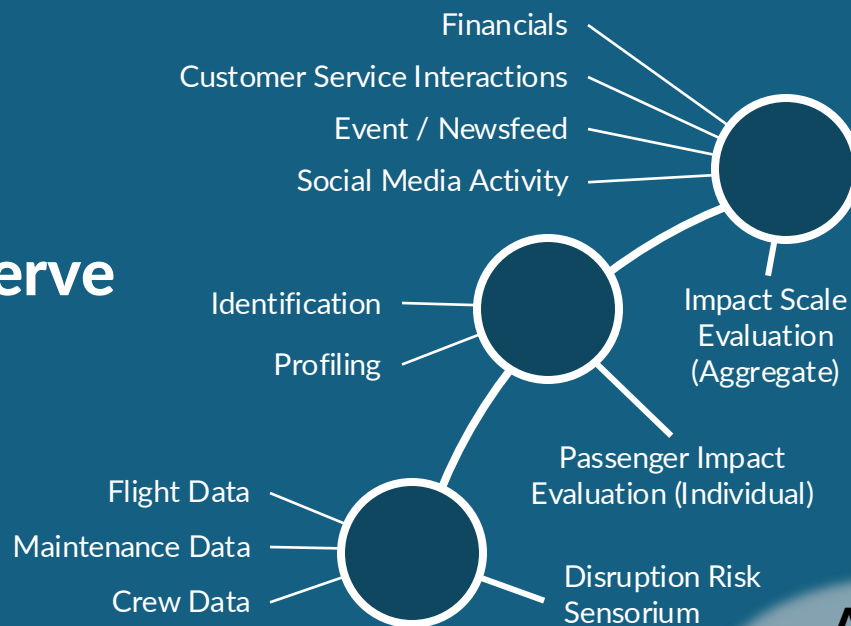 Financials
Customer Service Interactions
Event / Newsfeed
Social Media Activity
erve
Identification
Profiling
Impact Scale
Evaluation
(Aggregate)
Passenger Impact
Evaluation (Individual)
Flight Data
Maintenance Data
Crew Data
Disruption Risk
Sensorium